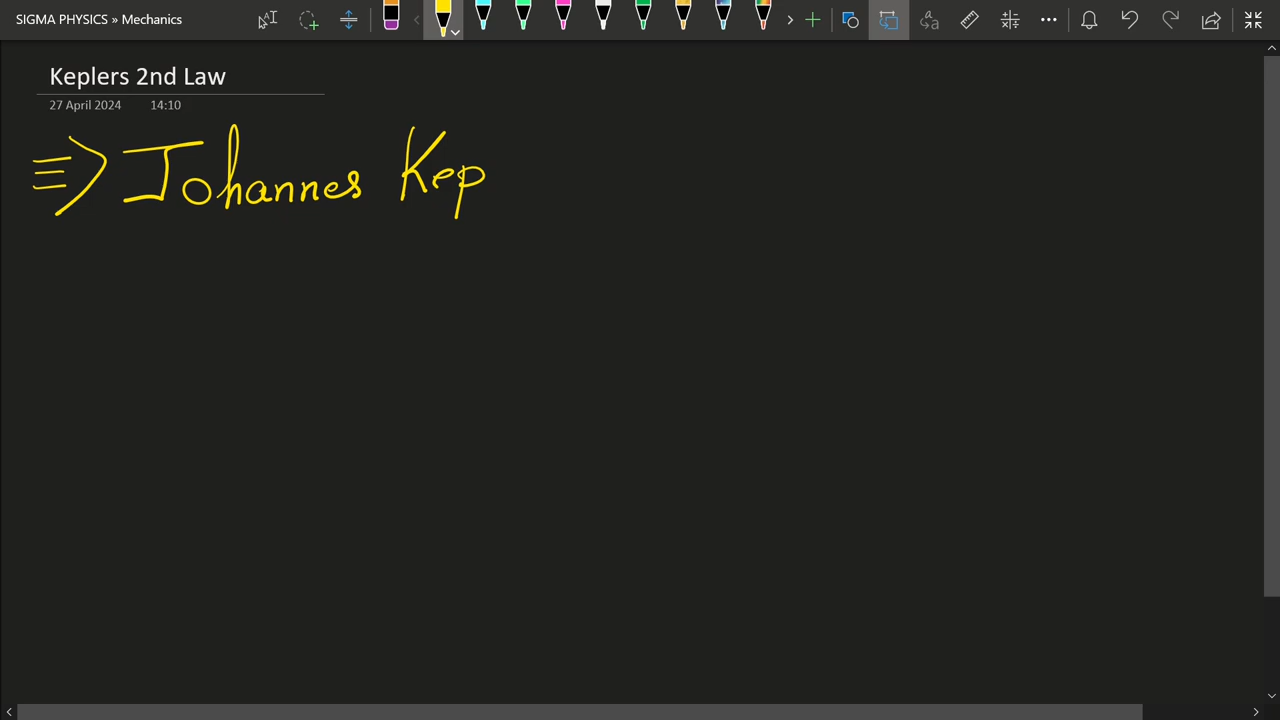 SIGMA PHYSICS » Mechanics
Keplers 2nd Law
27 April 2024 14:10
⇒ Johannes Kep